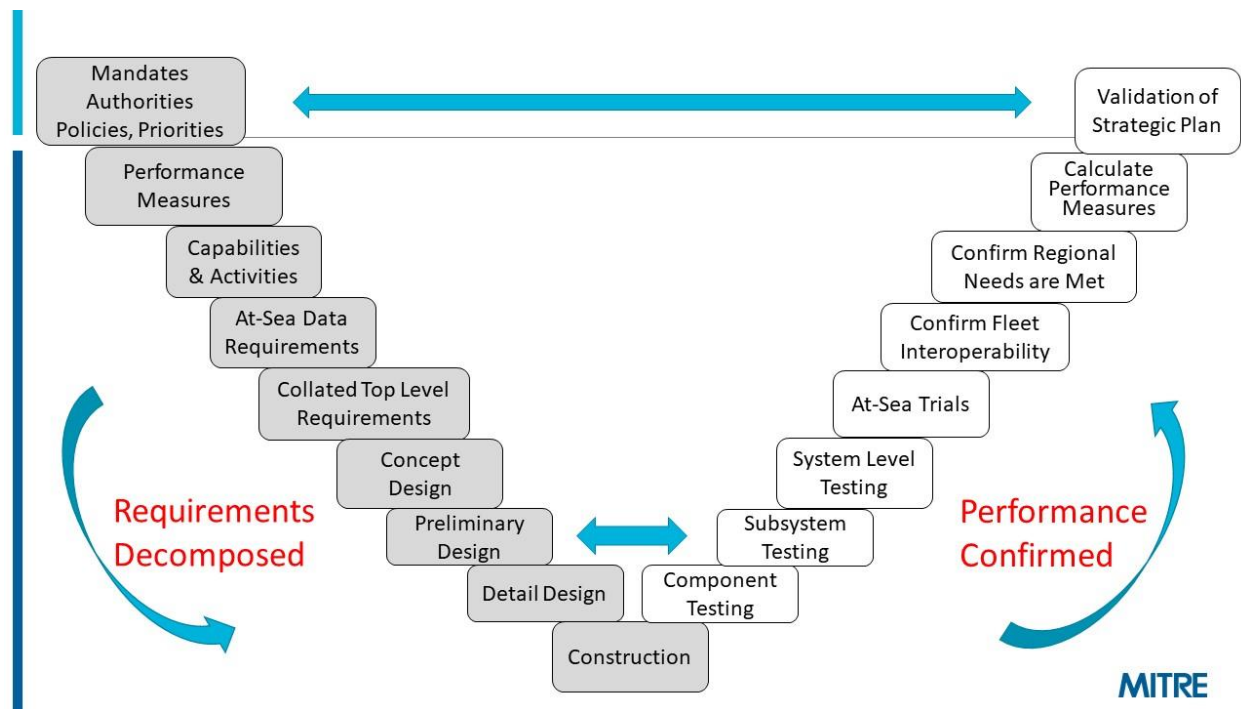 Mandates
Authorities
Policies, Priorities
Performance
Measures
Capabilities
& Activities
At-Sea Data
Requirements
Collated Top Level
Requirements
Concept
Design
Preliminary
Design
Detail Design
Construction
Component
Testing
Subsystem
Testing
System Level
Testing
At-Sea Trials
Confirm Fleet
Interoperability
Confirm Regional
Needs are Met
Calculate
Performance
Measures
Validation of
Strategic Plan
Requirements
Decomposed
Performance
Confirmed
MITRE